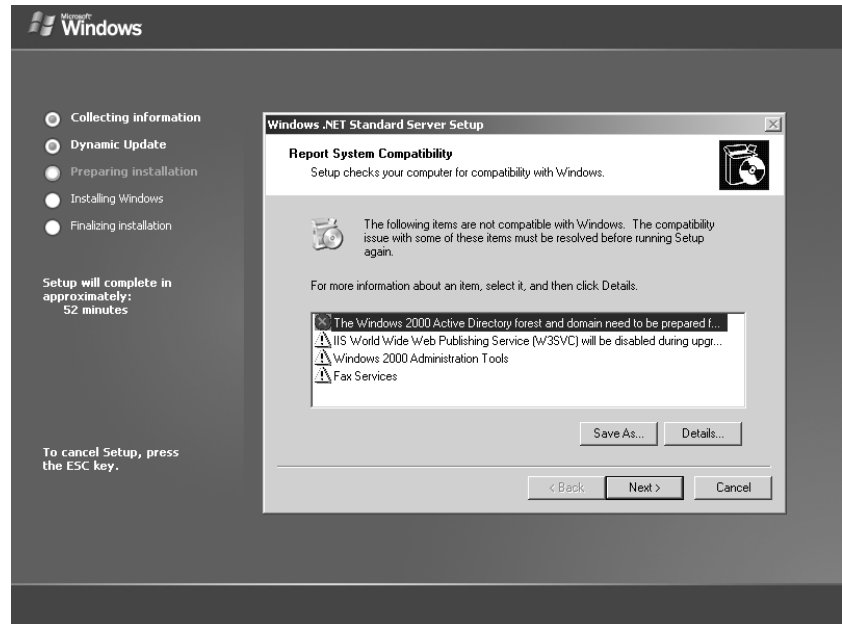 Microsoft
Windows
Collecting information
Dynamic Update
Preparing installation
Installing Windows
Finalizing installation
Setup will complete in
approximately:
52 minutes
To cancel Setup, press
the ESC key.
Windows .NET Standard Server Setup
Report System Compatibility
Setup checks your computer for compatibility with Windows.
The following items are not compatible with Windows. The compatibility
issue with some of these items must be resolved before running Setup
again.
For more information about an item, select it, and then click Details.
The Windows 2000 Active Directory forest and domain need to be prepared f...
IIS World Wide Web Publishing Service (W3SVC) will be disabled during upgr...
Windows 2000 Administration Tools
Fax Services
Save As...
Details...
< Back
Next >
Cancel